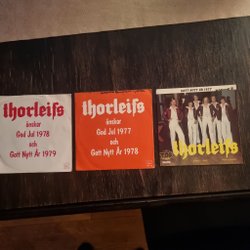 thorleifs
önskar
God Jul 1978
och
Gott Nytt År 1979
thorleifs
önskar
God Jul 1977
och
Gott Nytt År 1978
thorleifs